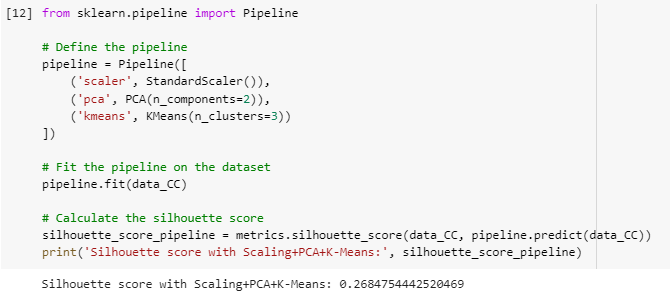 [12] from sklearn.pipeline import Pipeline
# Define the pipeline
pipeline = Pipeline([
    ('scaler', StandardScaler()),
    ('pca', PCA(n_components=2)),
    ('kmeans', KMeans(n_clusters=3))
])
# Fit the pipeline on the dataset
pipeline.fit(data_CC)
# Calculate the silhouette score
silhouette_score_pipeline = metrics.silhouette_score(data_CC, pipeline.predict(data_CC))
print('Silhouette score with Scaling+PCA+K-Means:', silhouette_score_pipeline)
Silhouette score with Scaling+PCA+K-Means: 0.2684754442520469